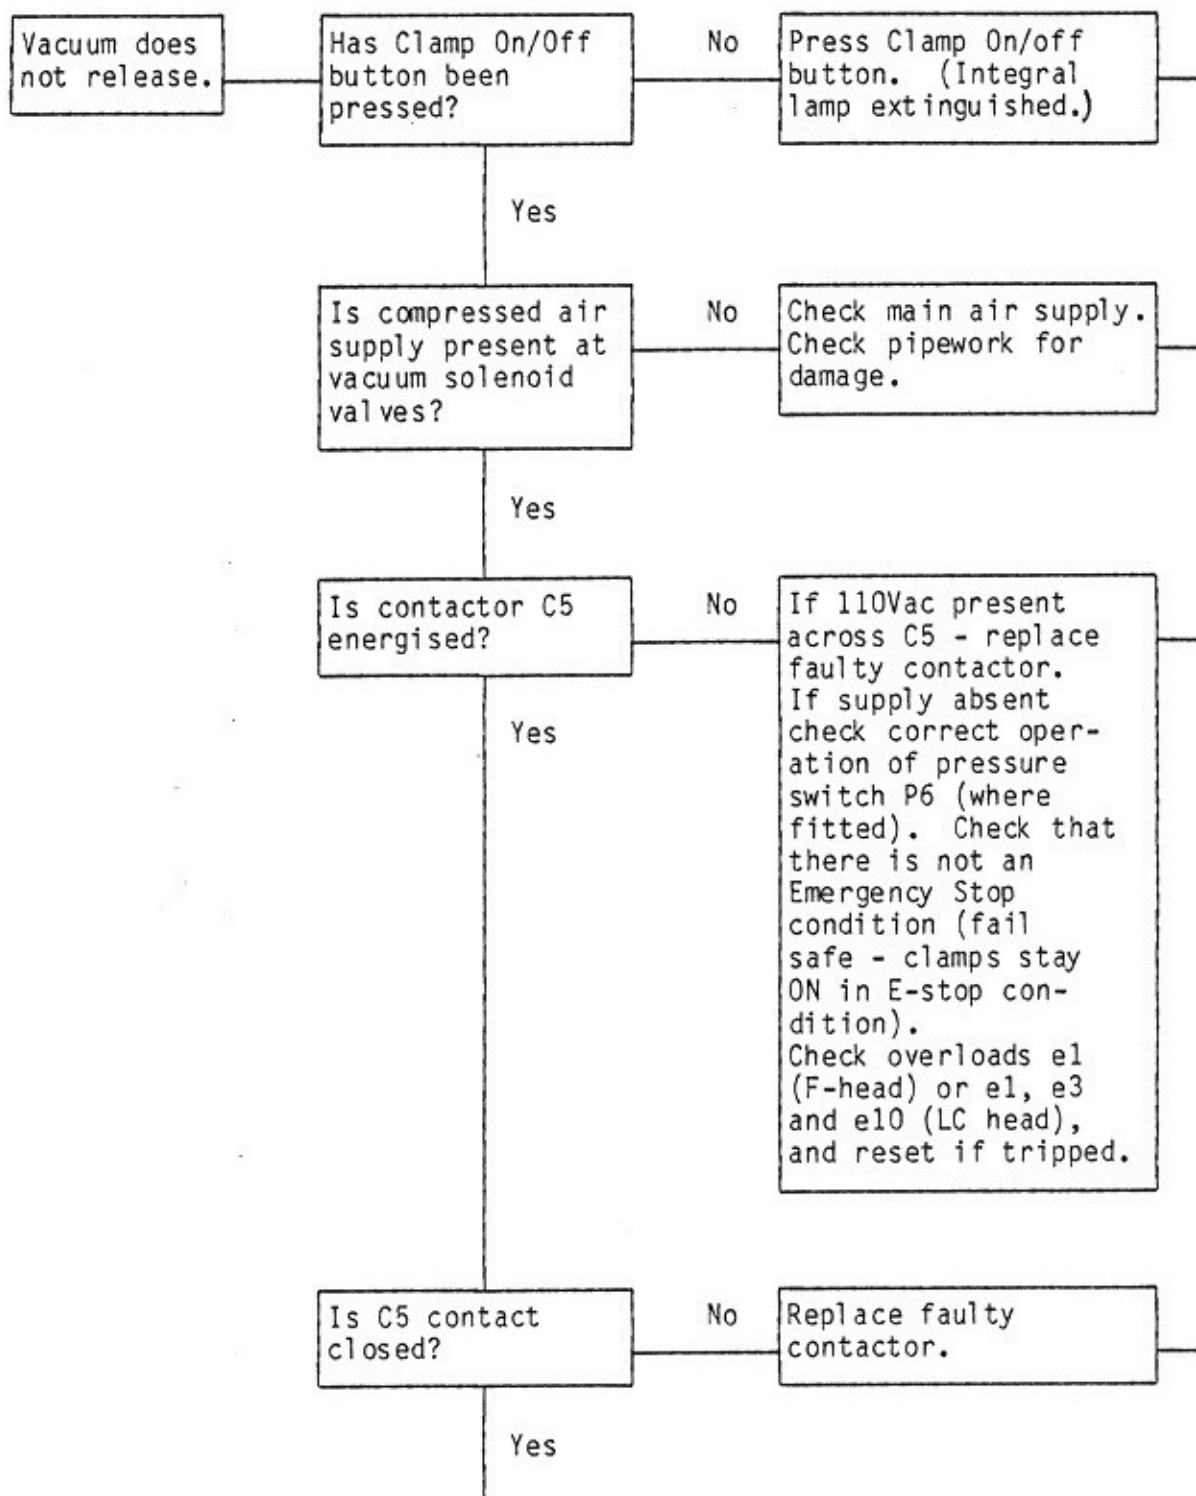 Vacuum does
not release.
Has Clamp On/Off
button been
pressed?
No
Press Clamp On/off
button. (Integral
lamp extinguished.)
Yes
Is compressed air
supply present at
vacuum solenoid
valves?
No
Check main air supply.
Check pipework for
damage.
Yes
Is contactor C5
energised?
No
If 110Vac present
across C5 - replace
faulty contactor.
If supply absent
check correct oper-
ation of pressure
switch P6 (where
fitted). Check that
there is not an
Emergency Stop
condition (fail
safe - clamps stay
ON in E-stop con-
dition).
Check overloads e1
(F-head) or e1, e3
and e10 (LC head),
and reset if tripped.
Yes
Is C5 contact
closed?
No
Replace faulty
contactor.
Yes